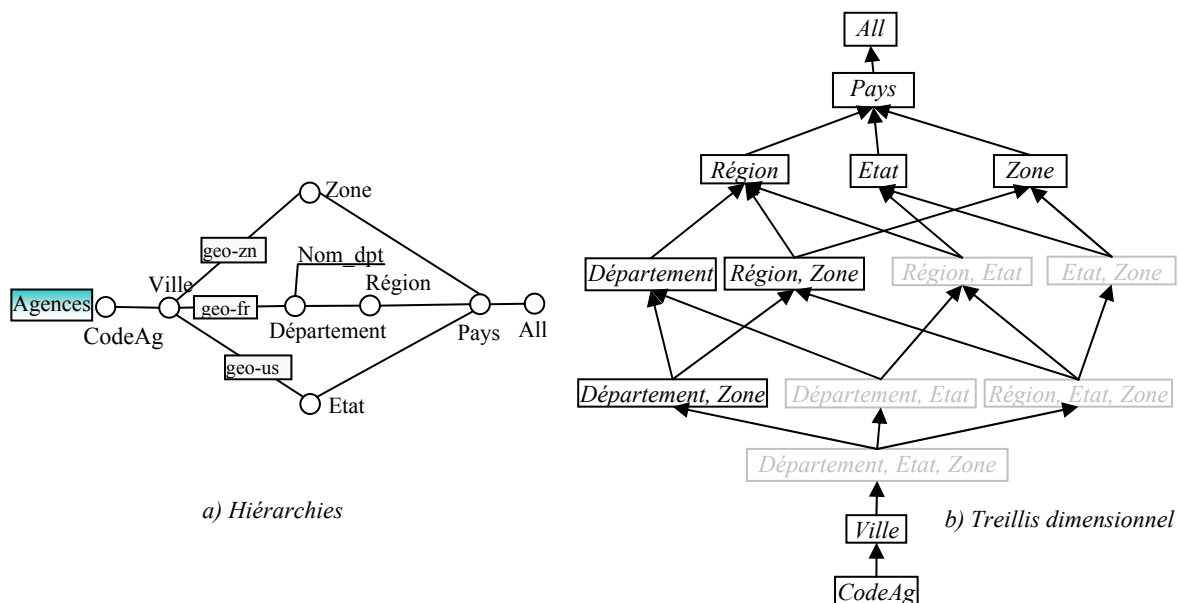 Zone
geo-zn
Nom_dpt
Ville
Région
Agences
geo-fr
CodeAg
Département
Pays
All
geo-us
Etat
a) Hiérarchies
All
Pays
Région
Etat
Zone
Département
Région, Zone
Région, Etat
Etat, Zone
Département, Zone
Département, Etat
Région, Etat, Zone
Département, Etat, Zone
Ville
CodeAg
b) Treillis dimensionnel